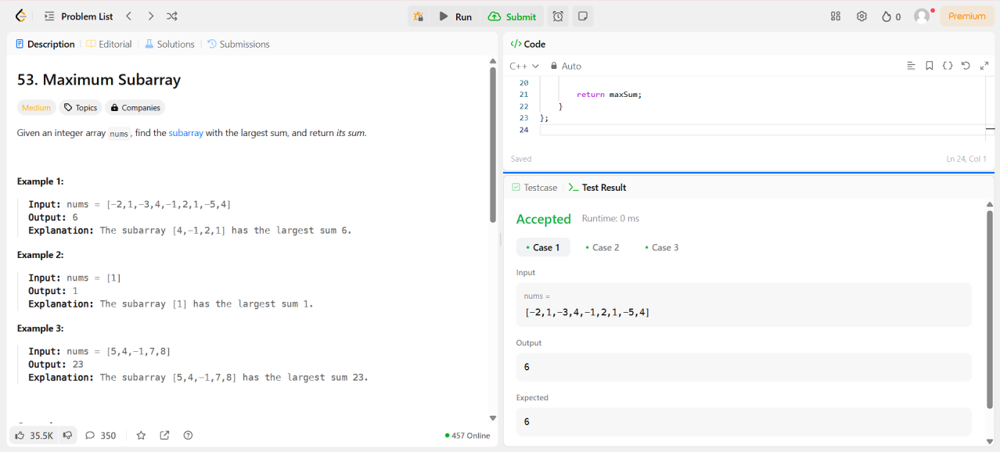 Problem List
Run
Submit
0
Premium
Description
Editorial
Solutions
Submissions
53. Maximum Subarray
Medium
Topics
Companies
Given an integer array nums, find the subarray with the largest sum, and return its sum.
Example 1:
Input: nums = [-2,1,-3,4,-1,2,1,-5,4]
Output: 6
Explanation: The subarray [4,-1,2,1] has the largest sum 6.
Example 2:
Input: nums = [1]
Output: 1
Explanation: The subarray [1] has the largest sum 1.
Example 3:
Input: nums = [5,4,-1,7,8]
Output: 23
Explanation: The subarray [5,4,-1,7,8] has the largest sum 23.
35.5K
350
457 Online
</> Code
C++
Auto
20
21 return maxSum;
22 }
23 };
24
Saved
Ln 24, Col 1
Testcase
Test Result
Accepted
Runtime: 0 ms
Case 1
Case 2
Case 3
Input
nums =
[-2,1,-3,4,-1,2,1,-5,4]
Output
6
Expected
6